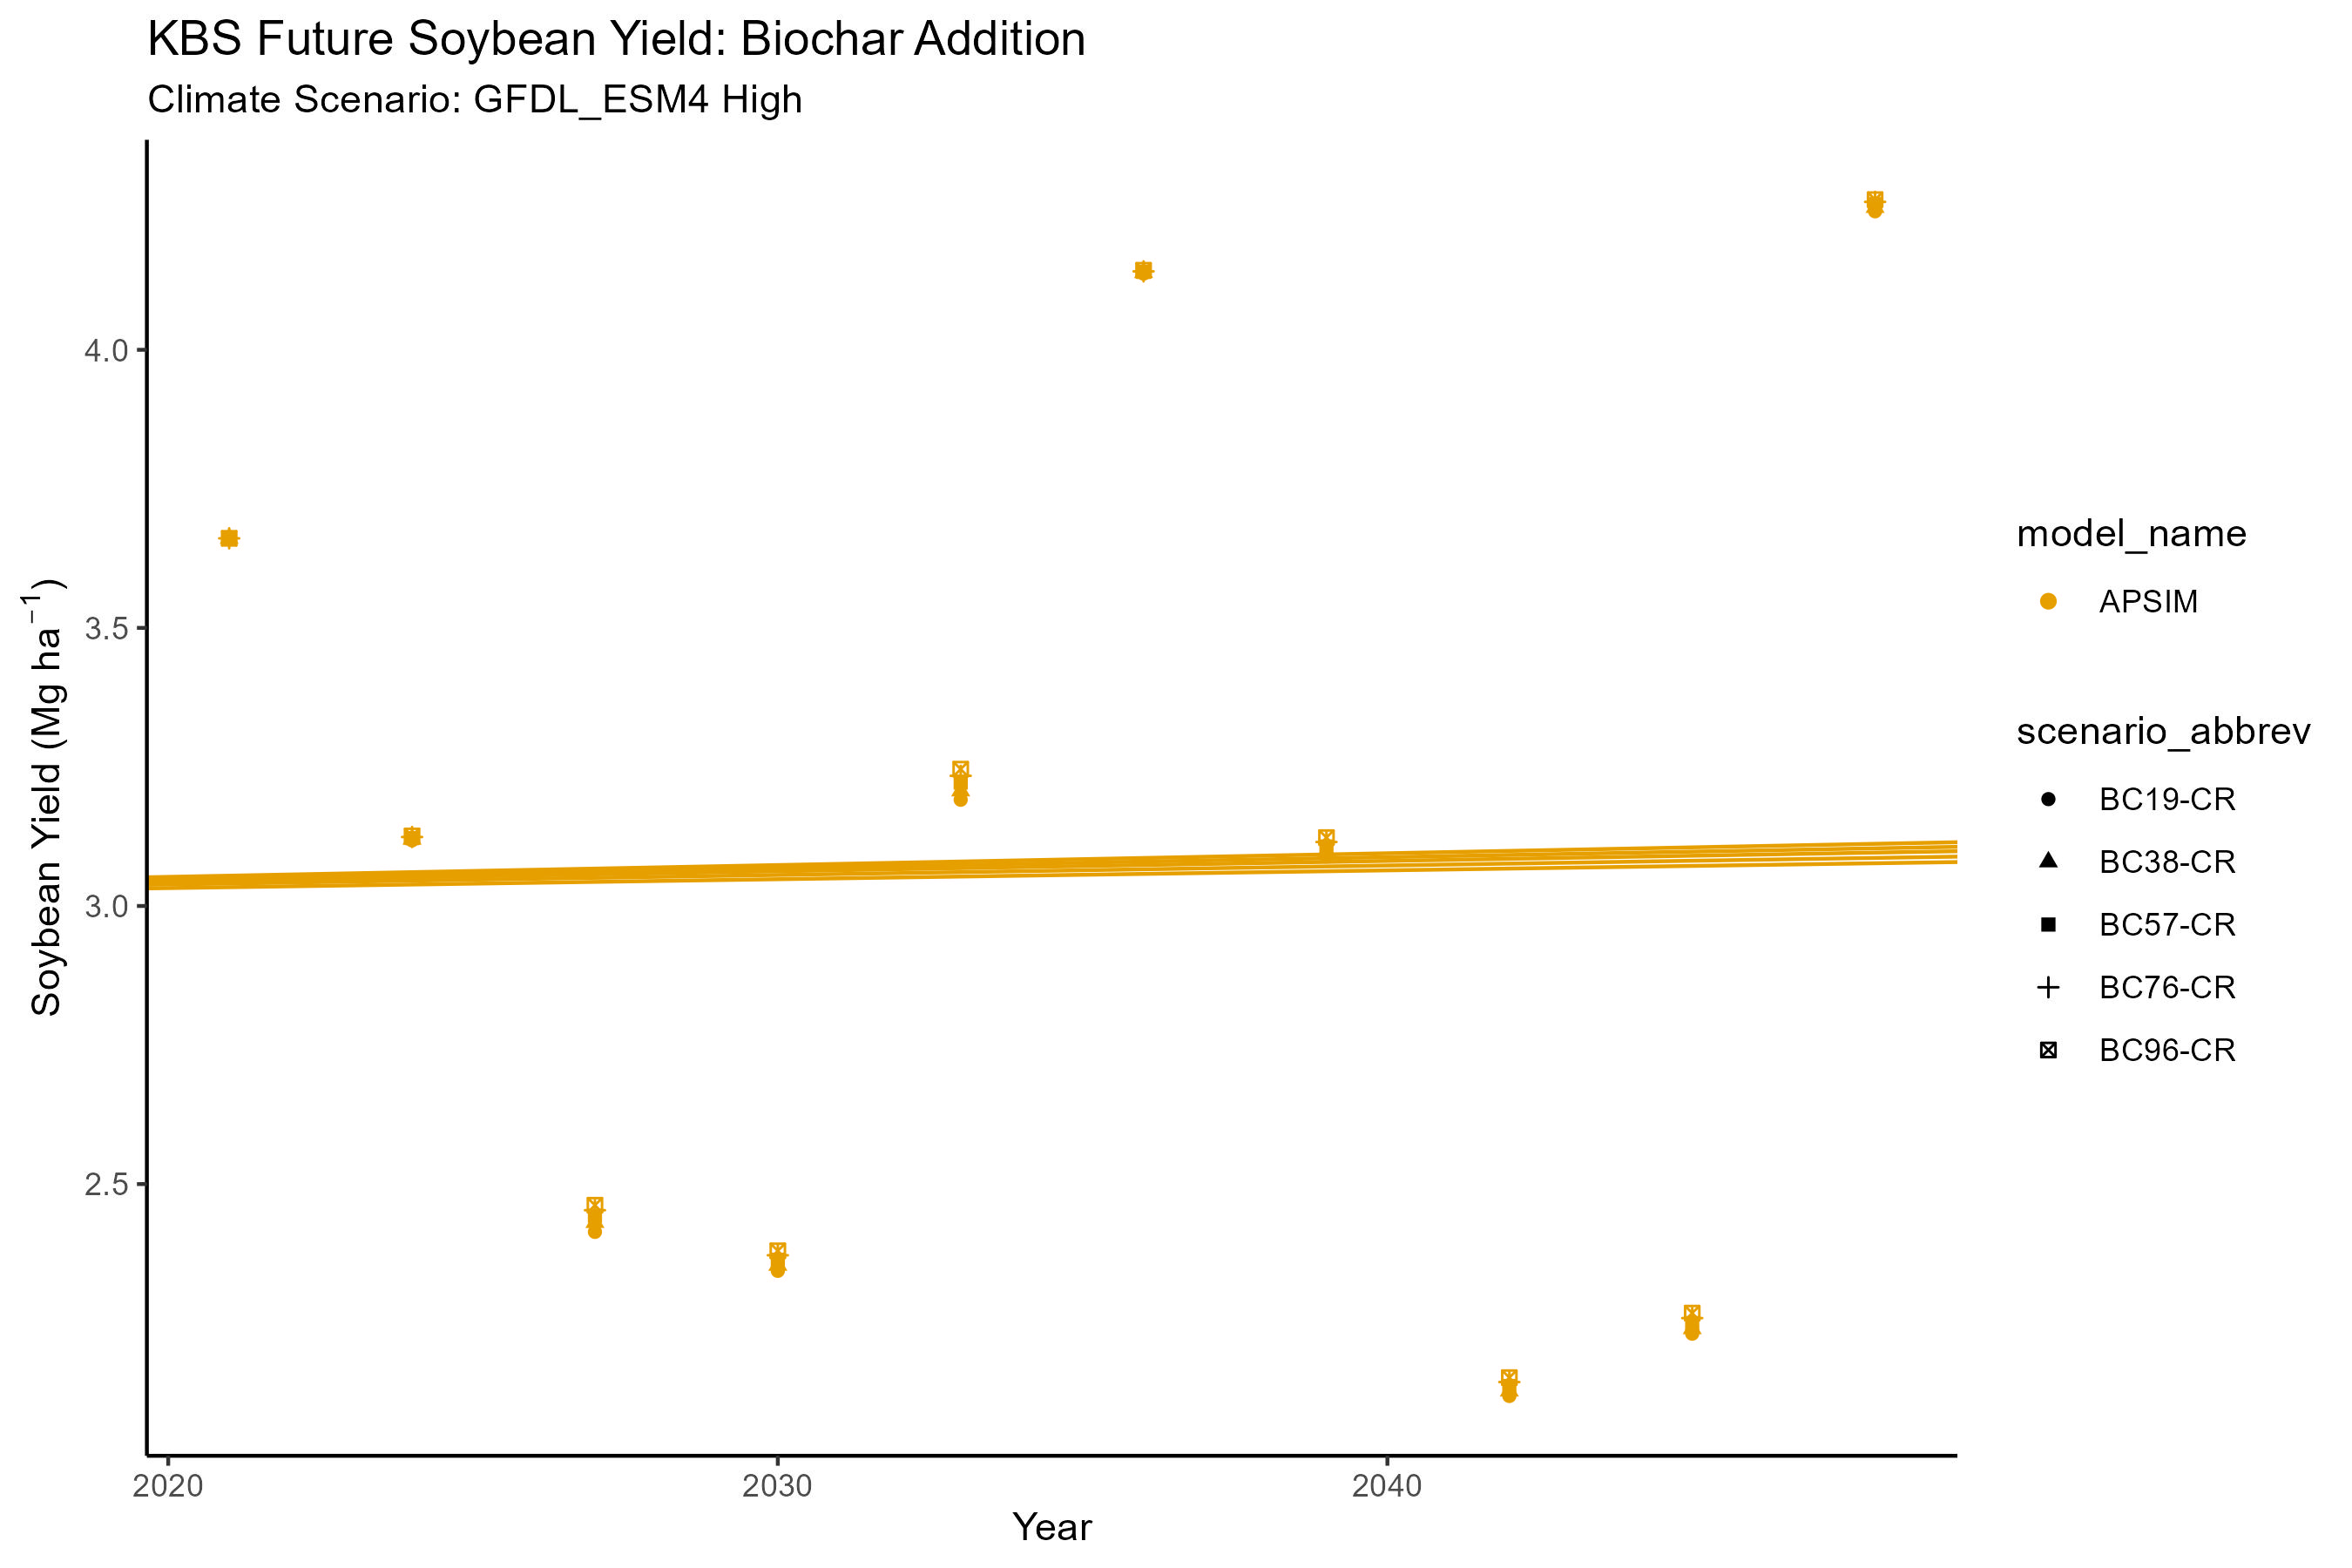 KBS Future Soybean Yield: Biochar Addition
Climate Scenario: GFDL_ESM4 High
Soybean Yield (Mg ha⁻¹)
4.0
3.5
3.0
2.5
2020
2030
2040
Year
model_name
APSIM
scenario_abbrev
BC19-CR
BC38-CR
BC57-CR
BC76-CR
BC96-CR